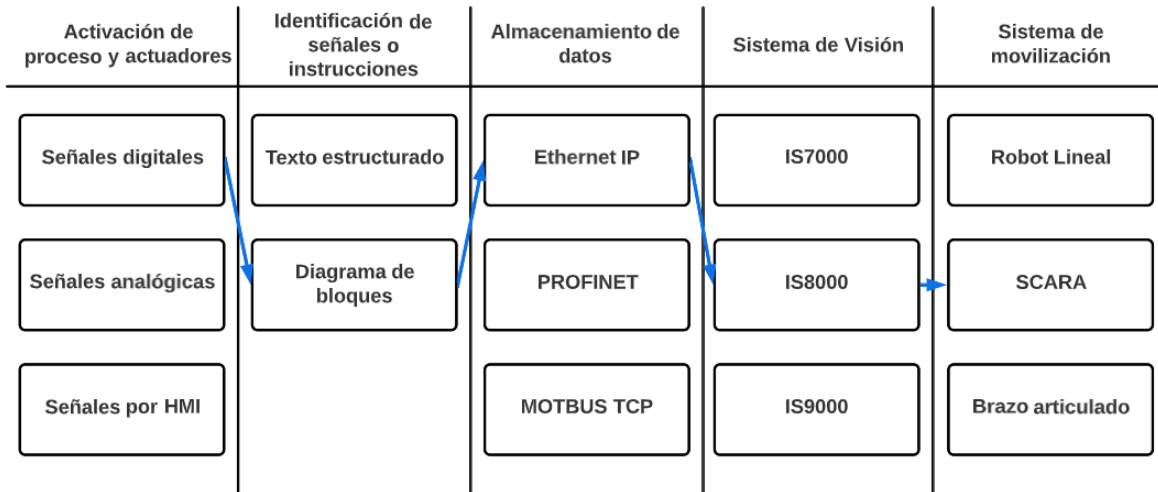 Activación de
proceso y actuadores
Identificación de
señales o
instrucciones
Almacenamiento de
datos
Sistema de Visión
Sistema de
movilización
Señales digitales
Texto estructurado
Ethernet IP
IS7000
Robot Lineal
Señales analógicas
Diagrama de
bloques
PROFINET
IS8000
SCARA
Señales por HMI
MOTBUS TCP
IS9000
Brazo articulado